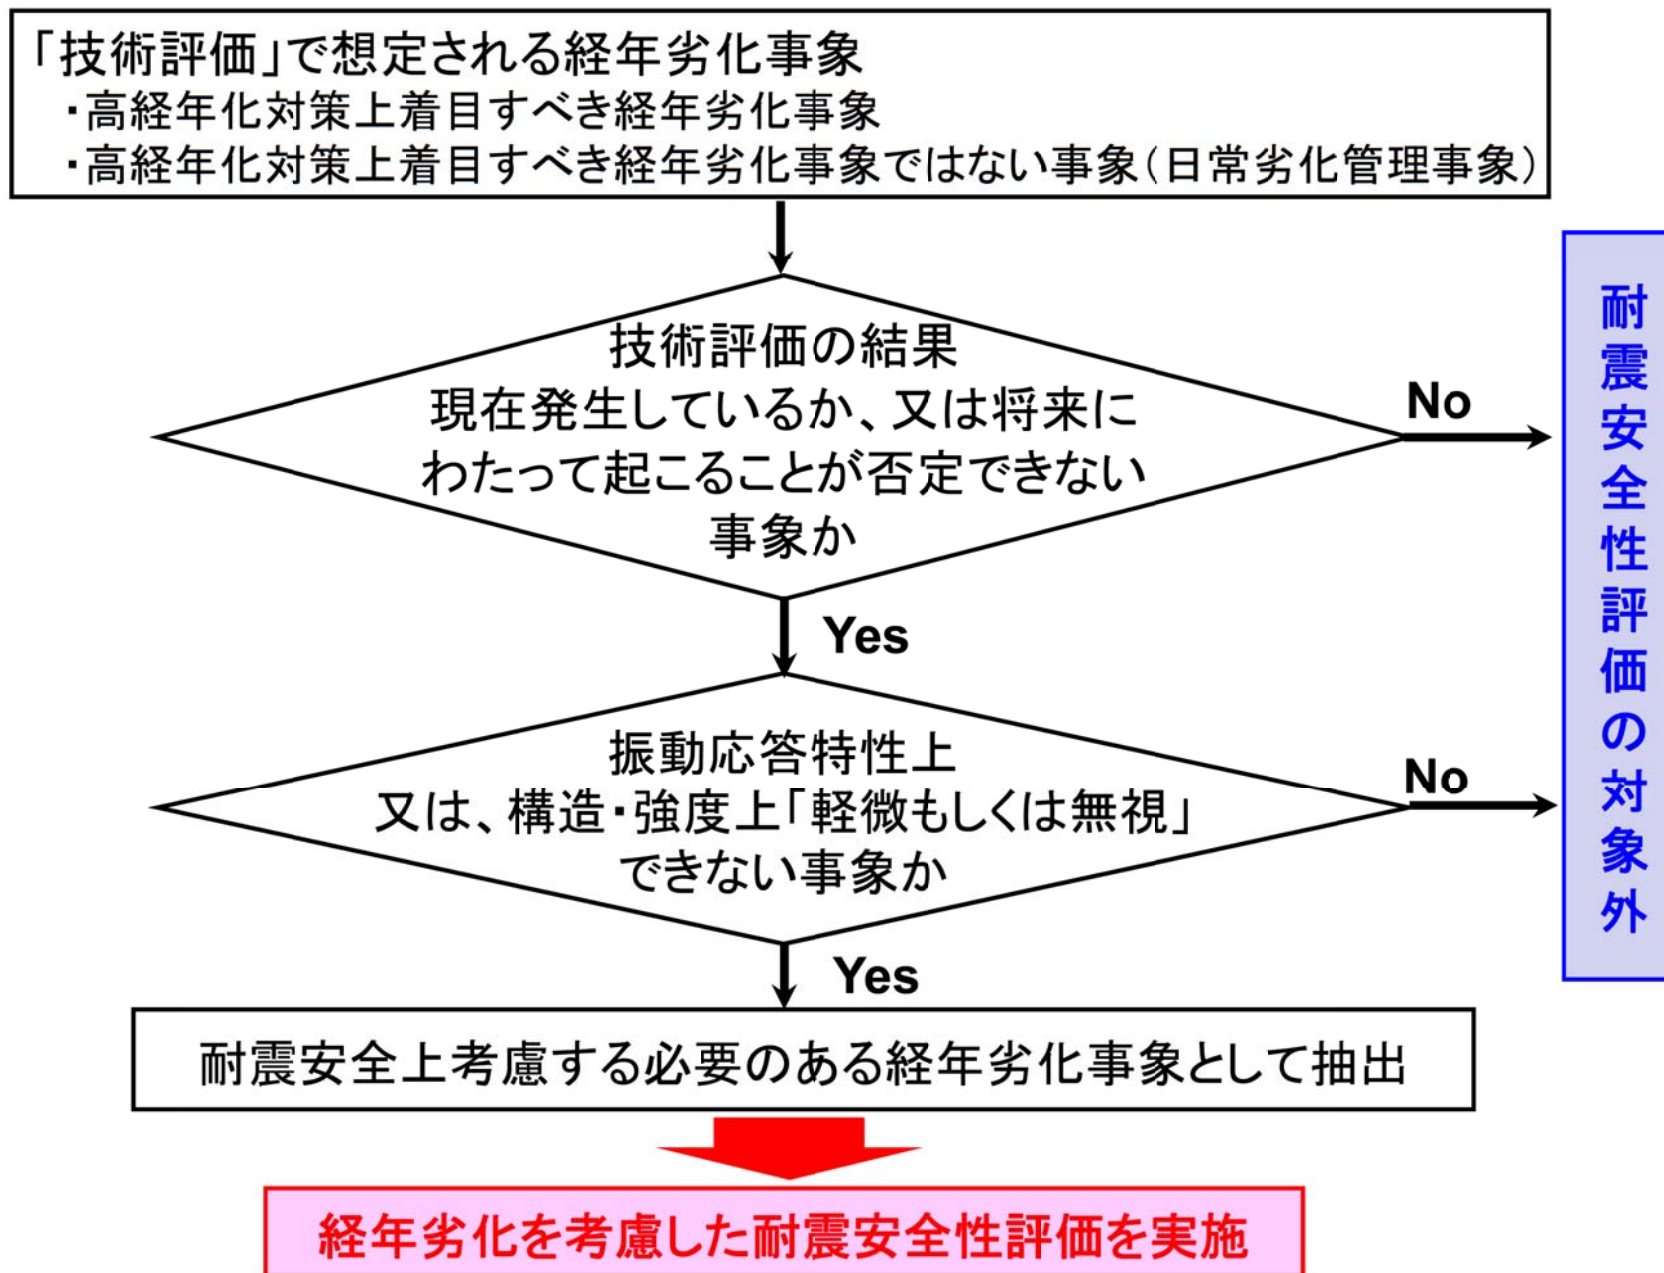 「技術評価」で想定される経年劣化事象
・高経年化対策上着目すべき経年劣化事象
・高経年化対策上着目すべき経年劣化事象ではない事象(日常劣化管理事象)
技術評価の結果
現在発生しているか、又は将来に
わたって起こることが否定できない
事象か
No
Yes
振動応答特性上
又は、構造・強度上「軽微もしくは無視」
できない事象か
No
Yes
耐震安全性評価の対象外
耐震安全上考慮する必要のある経年劣化事象として抽出
経年劣化を考慮した耐震安全性評価を実施